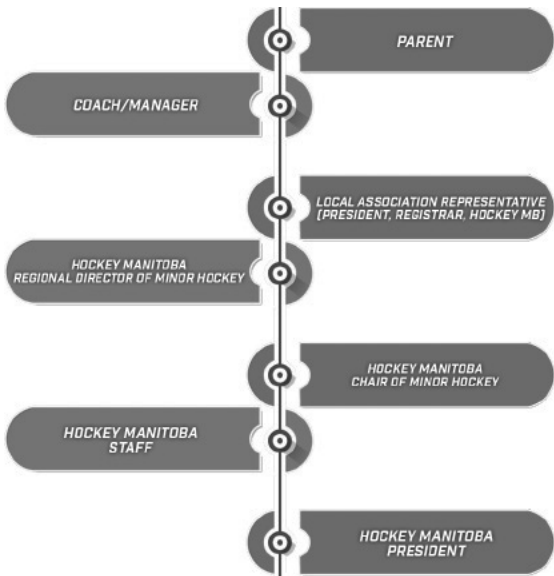 PARENT
COACH/MANAGER
LOCAL ASSOCIATION REPRESENTATIVE
(PRESIDENT, REGISTRAR, HOCKEY MB)
HOCKEY MANITOBA
REGIONAL DIRECTOR OF MINOR HOCKEY
HOCKEY MANITOBA
CHAIR OF MINOR HOCKEY
HOCKEY MANITOBA
STAFF
HOCKEY MANITOBA
PRESIDENT